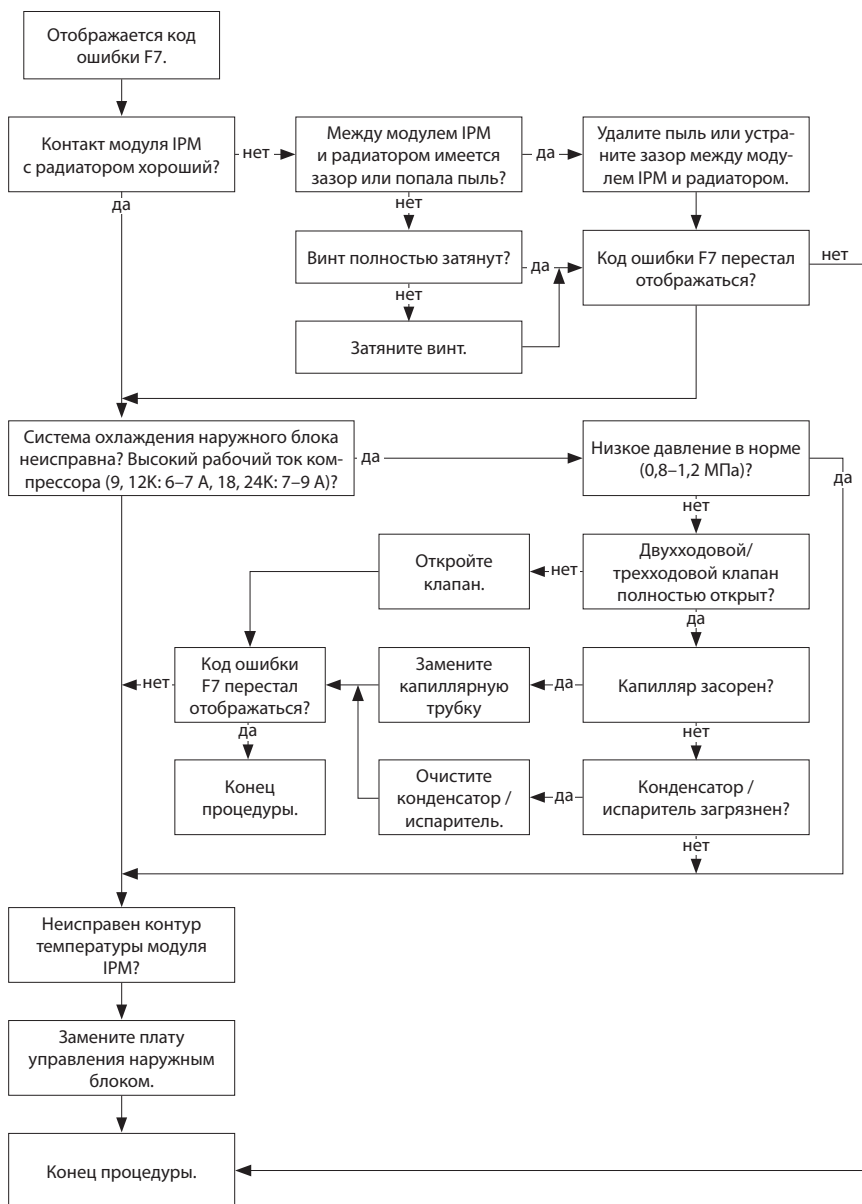 Отображается код
ошибки F7.
Контакт модуля IPM
с радиатором хороший?
нет
Между модулем IPM
и радиатором имеется
зазор или попала пыль?
да
Удалите пыль или устра-
ните зазор между моду-
лем IPM и радиатором.
да
нет
Винт полностью затянут?
да
Код ошибки F7 перестал
отображаться?
нет
нет
Затяните винт.
Система охлаждения наружного блока
неисправна? Высокий рабочий ток ком-
прессора (9, 12K: 6–7 А, 18, 24K: 7–9 А)?
да
Низкое давление в норме
(0,8–1,2 МПа)?
да
нет
Двухходовой/
трехходовой клапан
полностью открыт?
нет
Откройте
клапан.
да
Капилляр засорен?
да
Замените
капиллярную
трубку
Код ошибки
F7 перестал
отображаться?
нет
да
Конец
процедуры.
нет
Конденсатор /
испаритель загрязнен?
да
Очистите
конденсатор /
испаритель.
нет
Неисправен контур
температуры модуля
IPM?
Замените плату
управления наружным
блоком.
Конец процедуры.